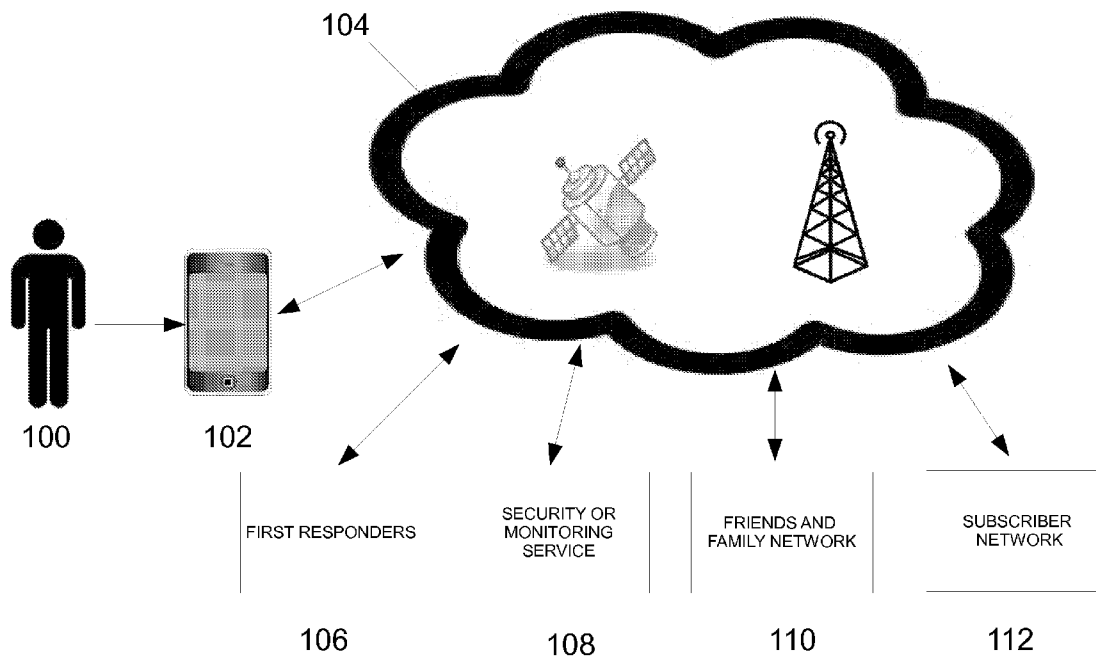 104
100
102
FIRST RESPONDERS
SECURITY OR
MONITORING
SERVICE
FRIENDS AND
FAMILY NETWORK
SUBSCRIBER
NETWORK
106
108
110
112